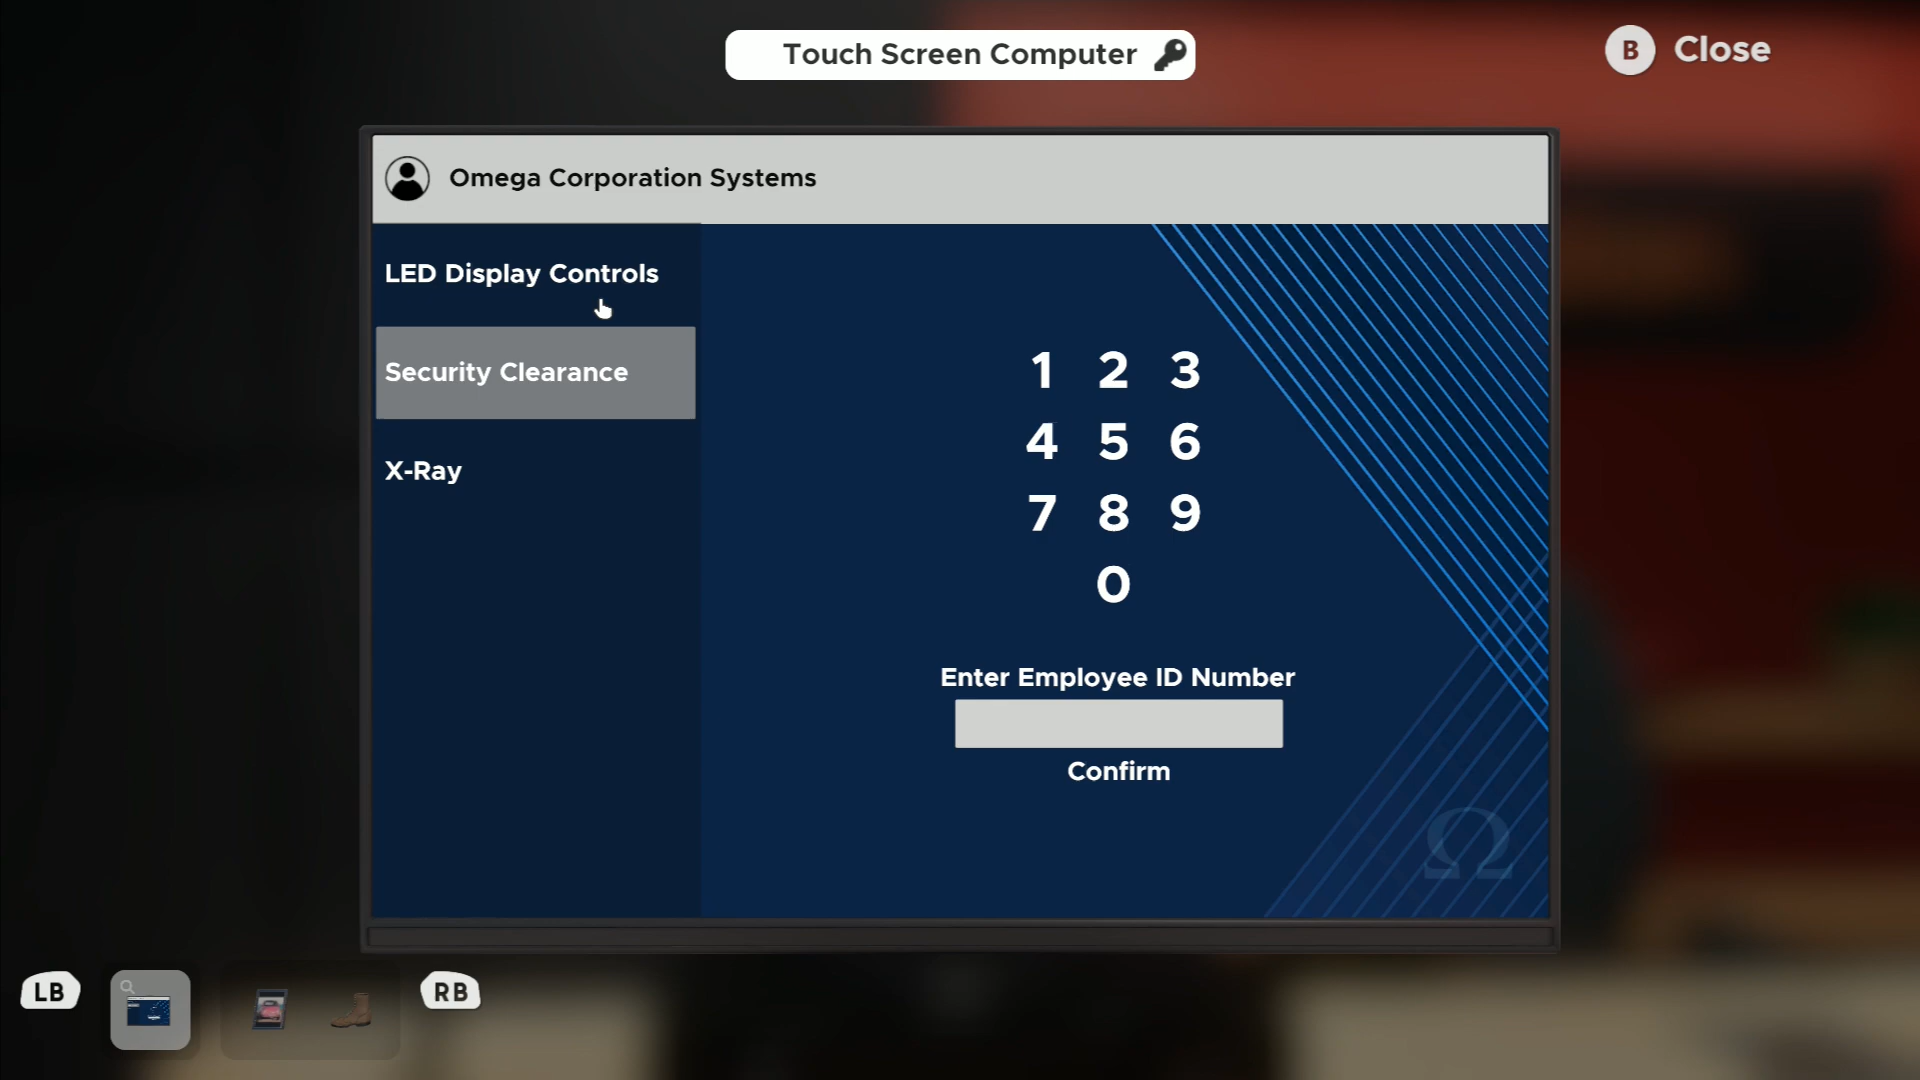 Touch Screen Computer
B Close
Omega Corporation Systems
LED Display Controls
Security Clearance
X-Ray
1 2 3
4 5 6
7 8 9
0
Enter Employee ID Number
Confirm
Ω
LB
RB